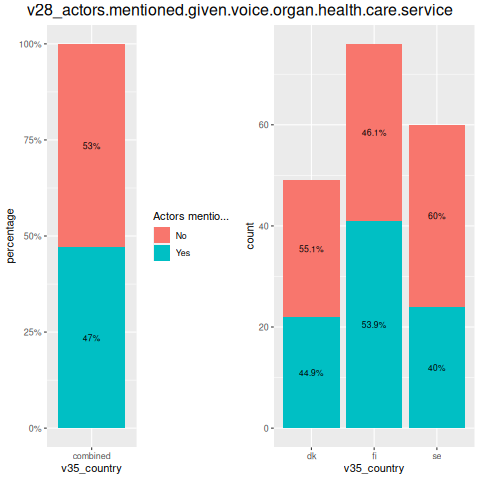 v28_actors.mentioned.given.voice.organ.health.care.service
percentage
100%
75%
50%
25%
0%
53%
47%
combined
v35_country
Actors mentio...
No
Yes
count
60
40
20
0
55.1%
44.9%
46.1%
53.9%
60%
40%
dk
fi
se
v35_country